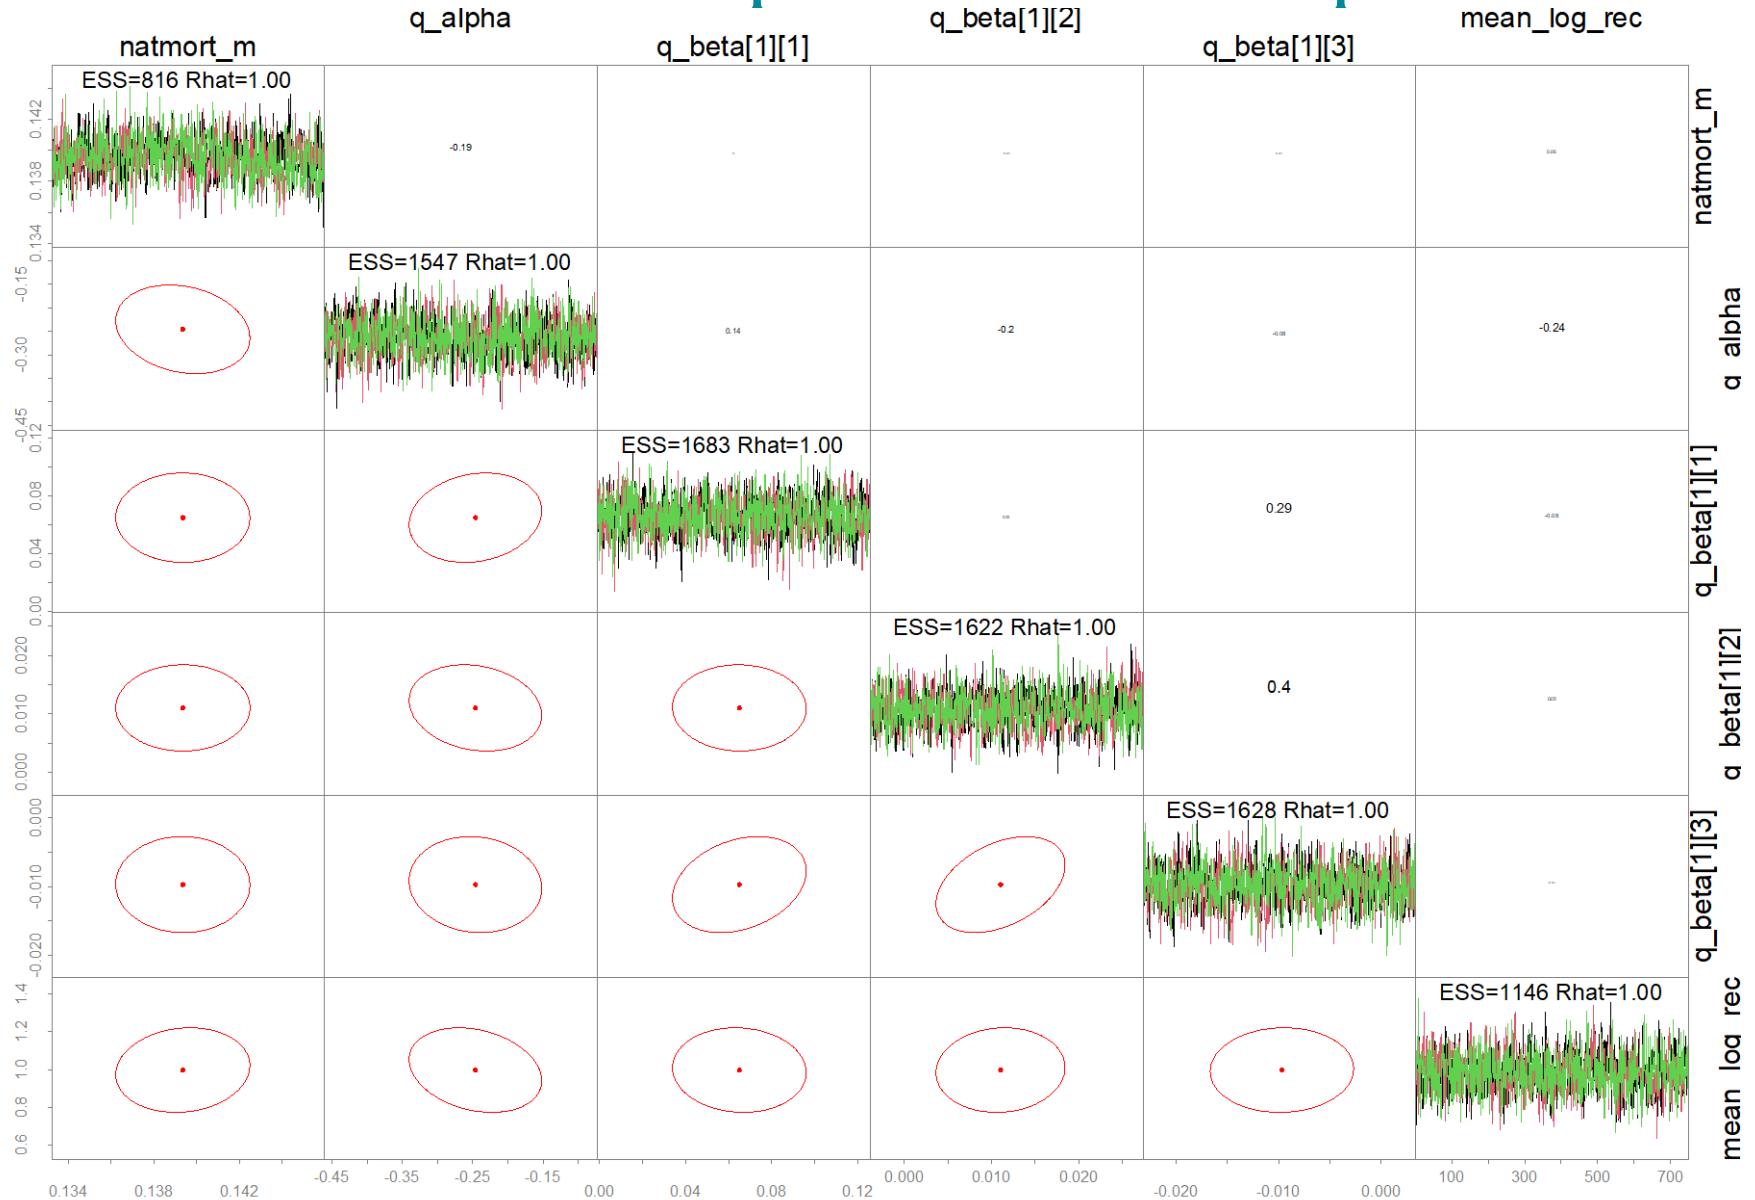 q_alpha q_beta[1][2] mean_log_rec
natmort_m q_beta[1][1] q_beta[1][3]
ESS=816 Rhat=1.00
-0.19
0.134 0.138 0.142
natmort_m
ESS=1547 Rhat=1.00
0.14
-0.2
-0.24
-0.45 -0.30 -0.15
q_alpha
ESS=1683 Rhat=1.00
0.29
0.00 0.04 0.08 0.12
q_beta[1][1]
ESS=1622 Rhat=1.00
0.4
0.000 0.010 0.020
q_beta[1][2]
ESS=1628 Rhat=1.00
-0.020 -0.010 0.000
q_beta[1][3]
ESS=1146 Rhat=1.00
0.6 0.8 1.0 1.2 1.4
mean_log_rec
-0.45 -0.35 -0.25 -0.15 0.000 0.010 0.020 100 300 500 700
0.134 0.138 0.142 0.00 0.04 0.08 0.12 -0.020 -0.010 0.000